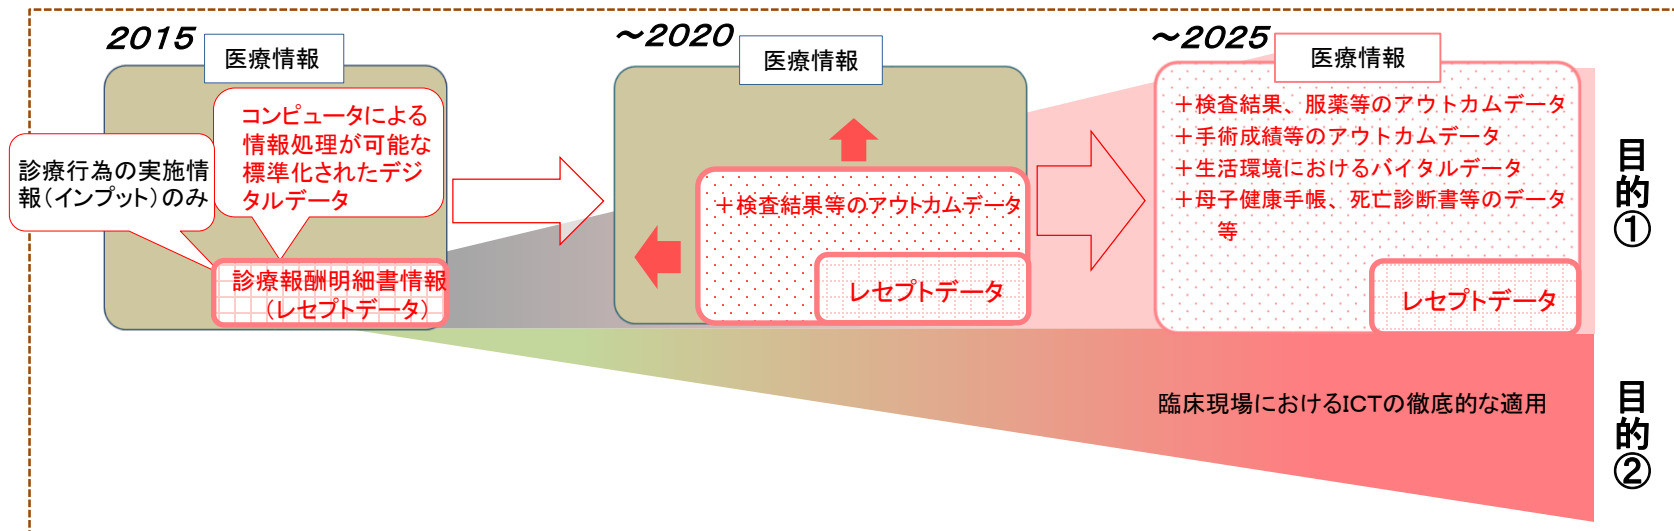 2015
医療情報
コンピュータによる
情報処理が可能な
標準化されたデジ
タルデータ
診療行為の実施情
報(インプット)のみ
診療報酬明細書情報
(レセプトデータ)
～2020
医療情報
＋検査結果等のアウトカムデータ
レセプトデータ
～2025
医療情報
＋検査結果、服薬等のアウトカムデータ
＋手術成績等のアウトカムデータ
＋生活環境におけるバイタルデータ
＋母子健康手帳、死亡診断書等のデータ
等
レセプトデータ
目的①
臨床現場におけるICTの徹底的な適用
目的②